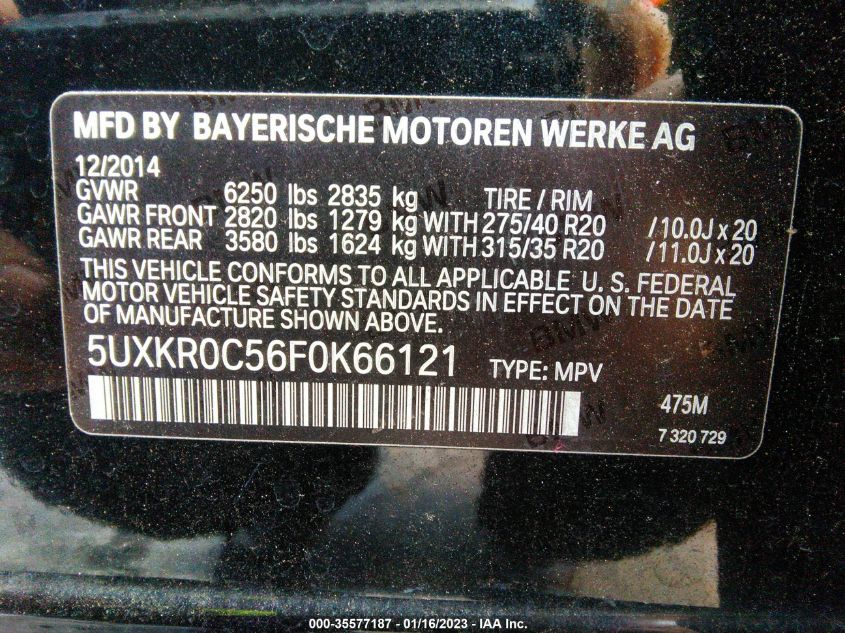 MFD BY BAYERISCHE MOTOREN WERKE AG
12/2014
GVWR 6250 lbs 2835 kg TIRE / RIM
GAWR FRONT 2820 lbs 1279 kg WITH 275/40 R20 /10.0J x 20
GAWR REAR 3580 lbs 1624 kg WITH 315/35 R20 /11.0J x 20
THIS VEHICLE CONFORMS TO ALL APPLICABLE U. S. FEDERAL
MOTOR VEHICLE SAFETY STANDARDS IN EFFECT ON THE DATE
OF MANUFACTURE SHOWN ABOVE.
5UXKR0C56F0K66121 TYPE: MPV
475M
7 320 729
000-35577187 - 01/16/2023 - IAA Inc.